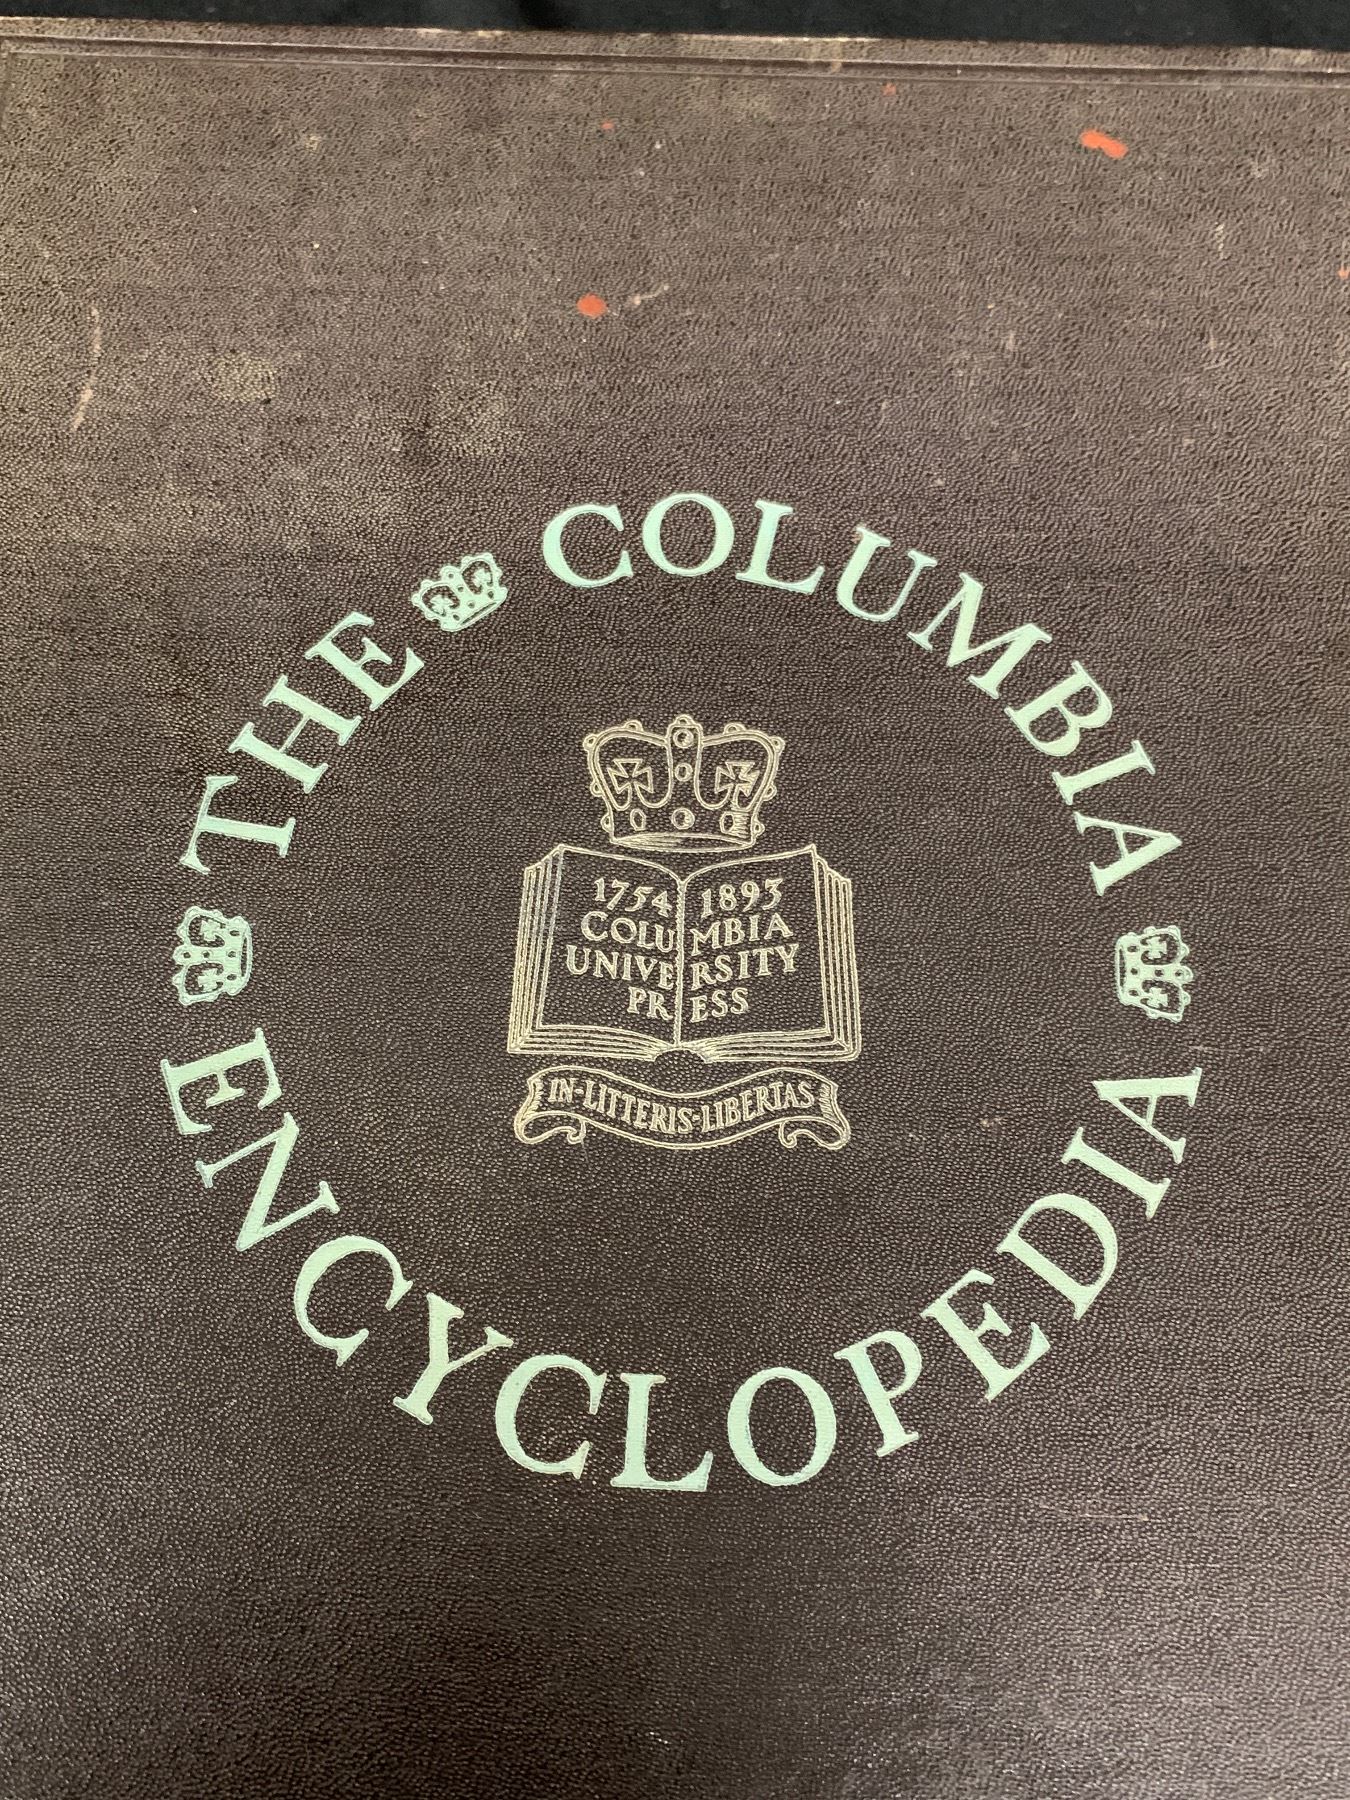 THE COLUMBIA
ENCYCLOPEDIA
1754 1893
COLUMBIA
UNIVERSITY
PRESS
IN-LITTERIS-LIBERTAS